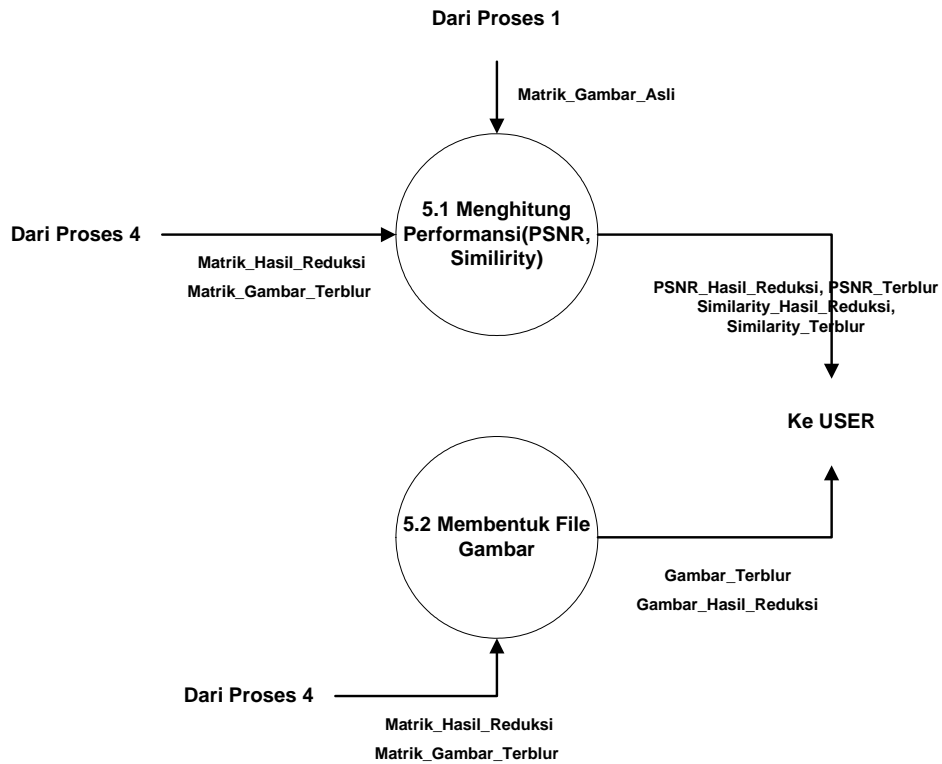 Dari Proses 1
Matrik_Gambar_Asli
5.1 Menghitung
Performansi(PSNR,
Similirity)
Dari Proses 4
Matrik_Hasil_Reduksi
Matrik_Gambar_Terblur
PSNR_Hasil_Reduksi, PSNR_Terblur
Similarity_Hasil_Reduksi,
Similarity_Terblur
Ke USER
5.2 Membentuk File
Gambar
Gambar_Terblur
Gambar_Hasil_Reduksi
Dari Proses 4
Matrik_Hasil_Reduksi
Matrik_Gambar_Terblur